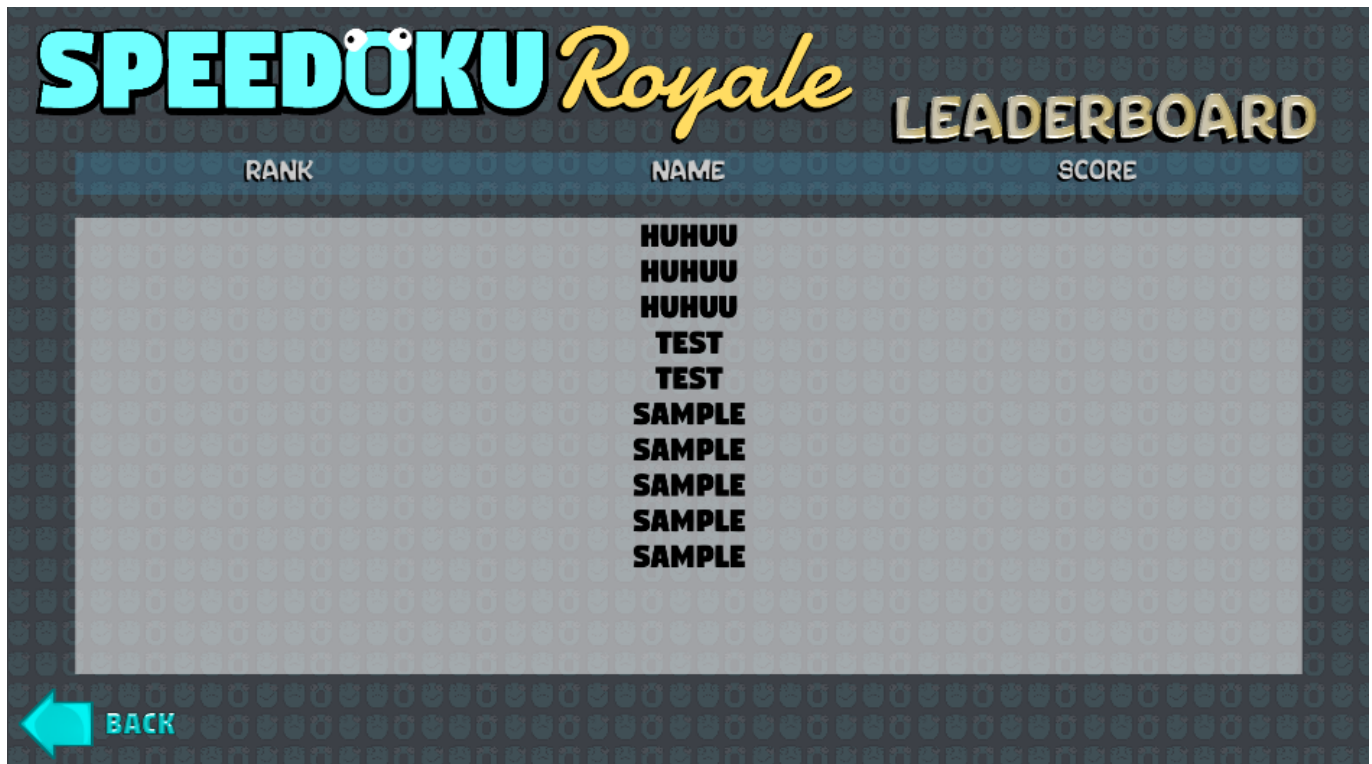 SPEEDOKU Royale
LEADERBOARD
RANK NAME SCORE
HUHUU
HUHUU
HUHUU
TEST
TEST
SAMPLE
SAMPLE
SAMPLE
SAMPLE
SAMPLE
BACK